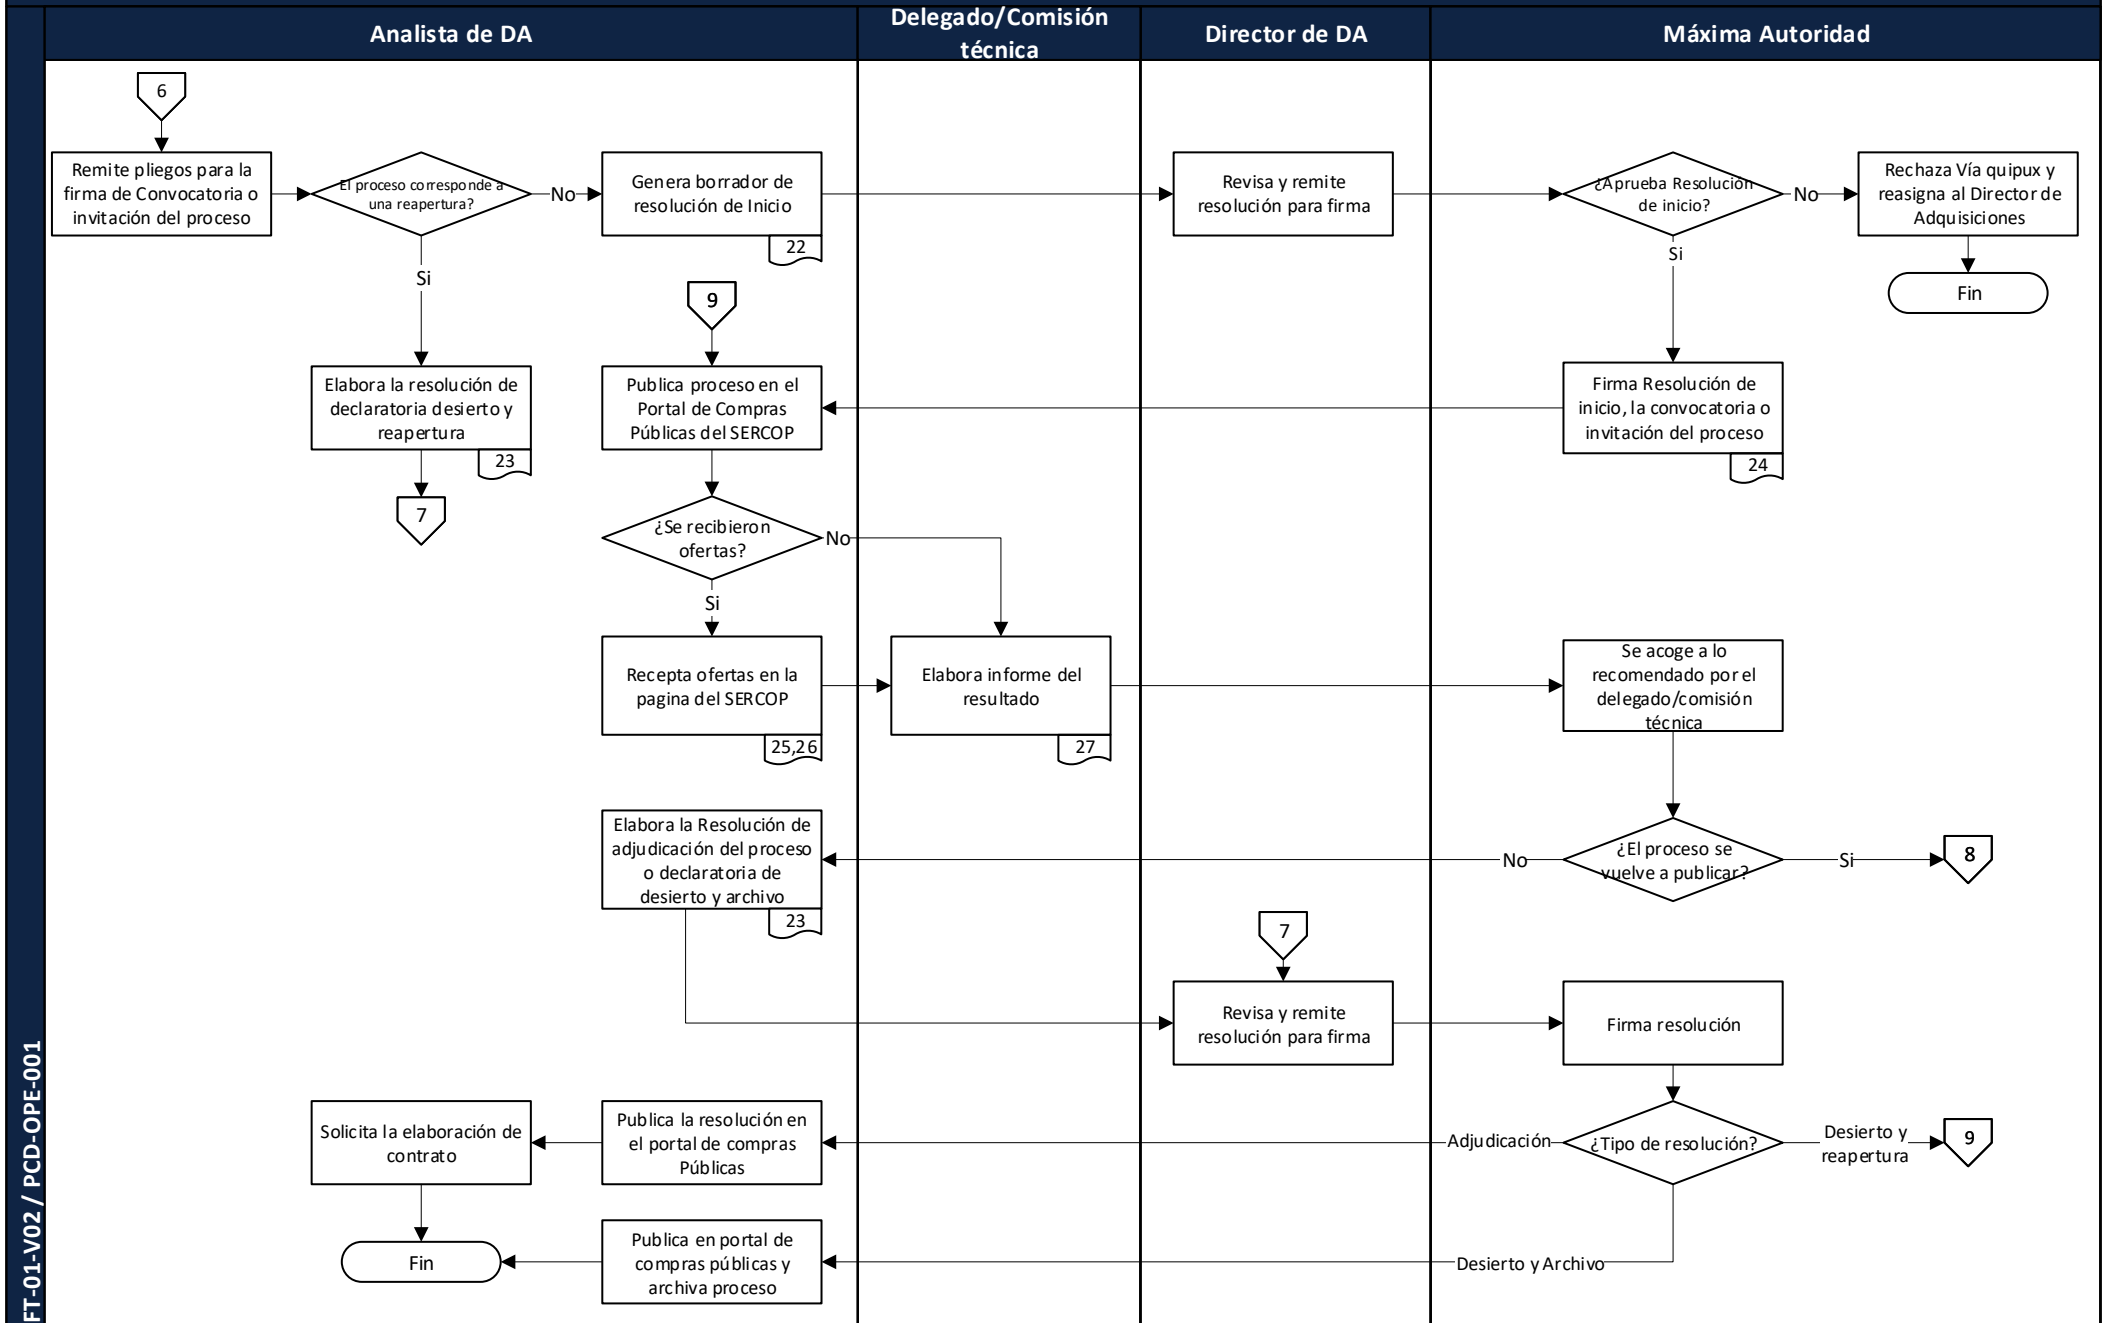 Analista de DA
Delegado/Comisión
técnica
Director de DA
Máxima Autoridad
6
Remite pliegos para la
firma de Convocatoria o
invitación del proceso
El proceso corresponde a
una reapertura?
No
Genera borrador de
resolución de Inicio
22
Revisa y remite
resolución para firma
¿Aprueba Resolución
de inicio?
No
Rechaza Vía quipux y
reasigna al Director de
Adquisiciones
Si
Si
Fin
9
Elabora la resolución de
declaratoria desierto y
reapertura
23
7
Publica proceso en el
Portal de Compras
Públicas del SERCOP
Firma Resolución de
inicio, la convocatoria o
invitación del proceso
24
¿Se recibieron
ofertas?
No
Si
Recepta ofertas en la
pagina del SERCOP
25,26
Elabora informe del
resultado
27
Se acoge a lo
recomendado por el
delegado/comisión
técnica
Elabora la Resolución de
adjudicación del proceso
o declaratoria de
desierto y archivo
23
No
¿El proceso se
vuelve a publicar?
Si
8
7
Revisa y remite
resolución para firma
Firma resolución
Solicita la elaboración de
contrato
Publica la resolución en
el portal de compras
Públicas
Adjudicación
¿Tipo de resolución?
Desierto y
reapertura
9
Fin
Publica en portal de
compras públicas y
archiva proceso
Desierto y Archivo
FT-01-V02 / PCD-OPE-001